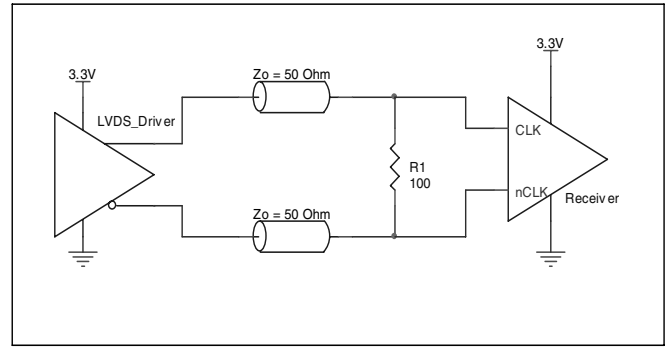 3.3V
3.3V
Zo = 50 Ohm
LVDS_Driver
CLK
R1
100
nCLK
Receiver
Zo = 50 Ohm